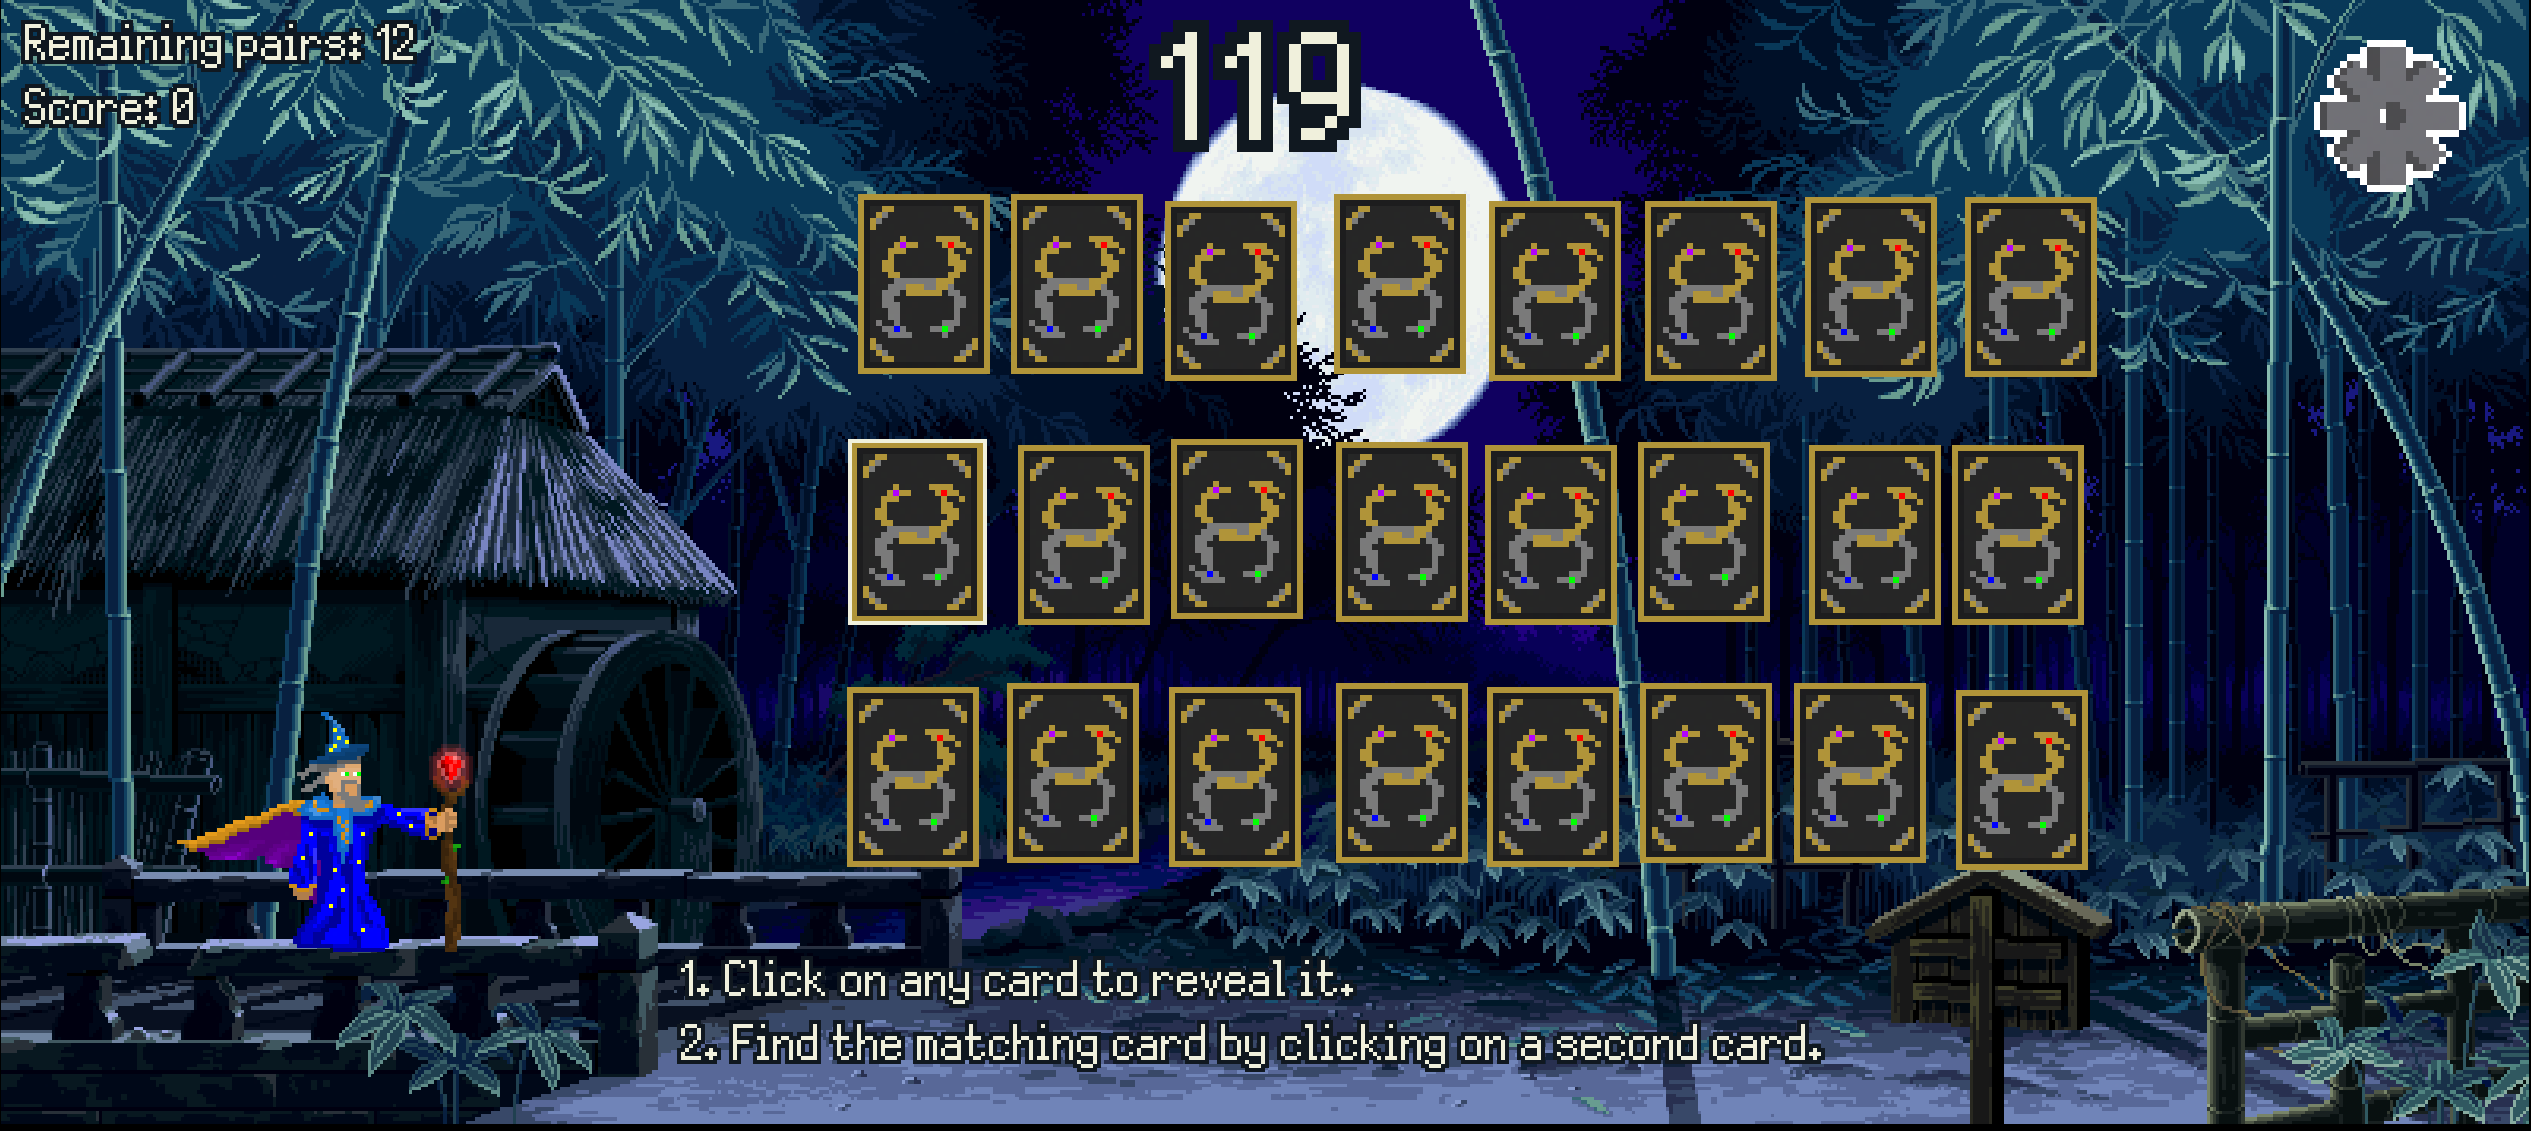 Remaining pairs: 12
Score: 0
119
1. Click on any card to reveal it.
2. Find the matching card by clicking on a second card.